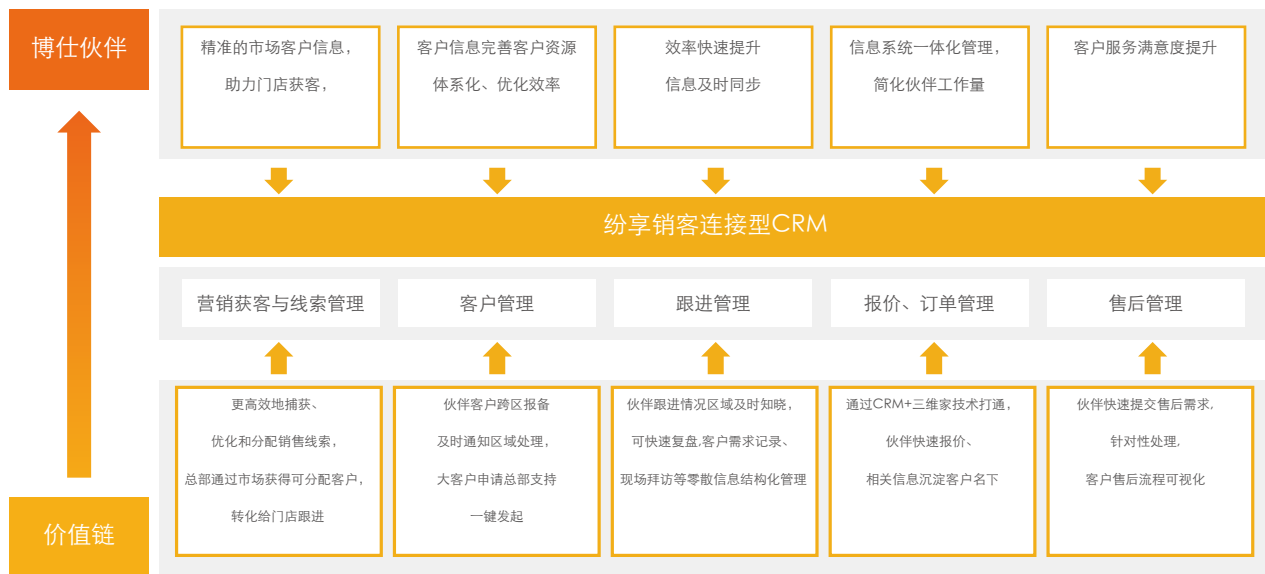 博仕伙伴
精准的市场客户信息，
助力门店获客，
客户信息完善客户资源
体系化、优化效率
效率快速提升
信息及时同步
信息系统一体化管理，
简化伙伴工作量
客户服务满意度提升
纷享销客连接型CRM
营销获客与线索管理
客户管理
跟进管理
报价、订单管理
售后管理
更高效地捕获、
优化和分配销售线索，
总部通过市场获得可分配客户，
转化给门店跟进
伙伴客户跨区报备
及时通知区域处理，
大客户申请总部支持
一键发起
伙伴跟进情况区域及时知晓，
可快速复盘,客户需求记录、
现场拜访等零散信息结构化管理
通过CRM+三维家技术打通，
伙伴快速报价、
相关信息沉淀客户名下
伙伴快速提交售后需求,
针对性处理,
客户售后流程可视化
价值链